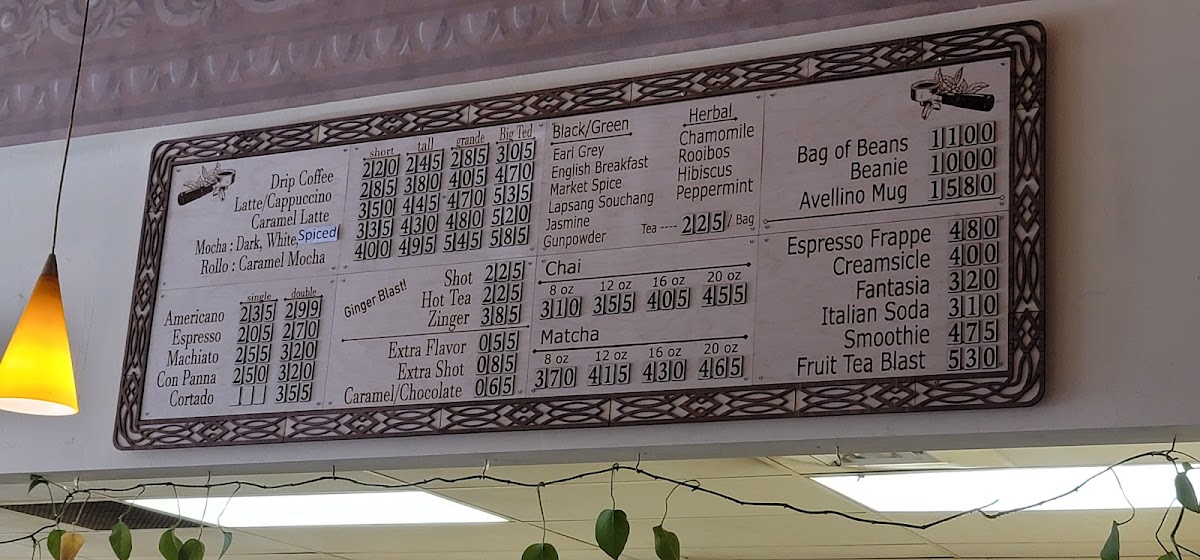 short tall grande Big Ted
Drip Coffee 220 245 285 305
Latte/Cappuccino 285 380 405 470
Caramel Latte 350 445 470 535
Mocha : Dark, White, Spiced 335 430 480 520
Rollo : Caramel Mocha 400 495 545 585
single double
Americano 235 299
Espresso 205 270
Machiato 255 320
Con Panna 250 320
Cortado 355
Ginger Blast!
Shot 225
Hot Tea 225
Zinger 385
Extra Flavor 055
Extra Shot 085
Caramel/Chocolate 065
Black/Green
Earl Grey
English Breakfast
Market Spice
Lapsang Souchang
Jasmine
Gunpowder
Herbal
Chamomile
Rooibos
Hibiscus
Peppermint
Tea ---- 225 / Bag
Chai
8 oz 12 oz 16 oz 20 oz
310 355 405 455
Matcha
8 oz 12 oz 16 oz 20 oz
370 415 430 465
Bag of Beans 1100
Beanie 1000
Avellino Mug 1580
Espresso Frappe 480
Creamsicle 400
Fantasia 320
Italian Soda 310
Smoothie 475
Fruit Tea Blast 530